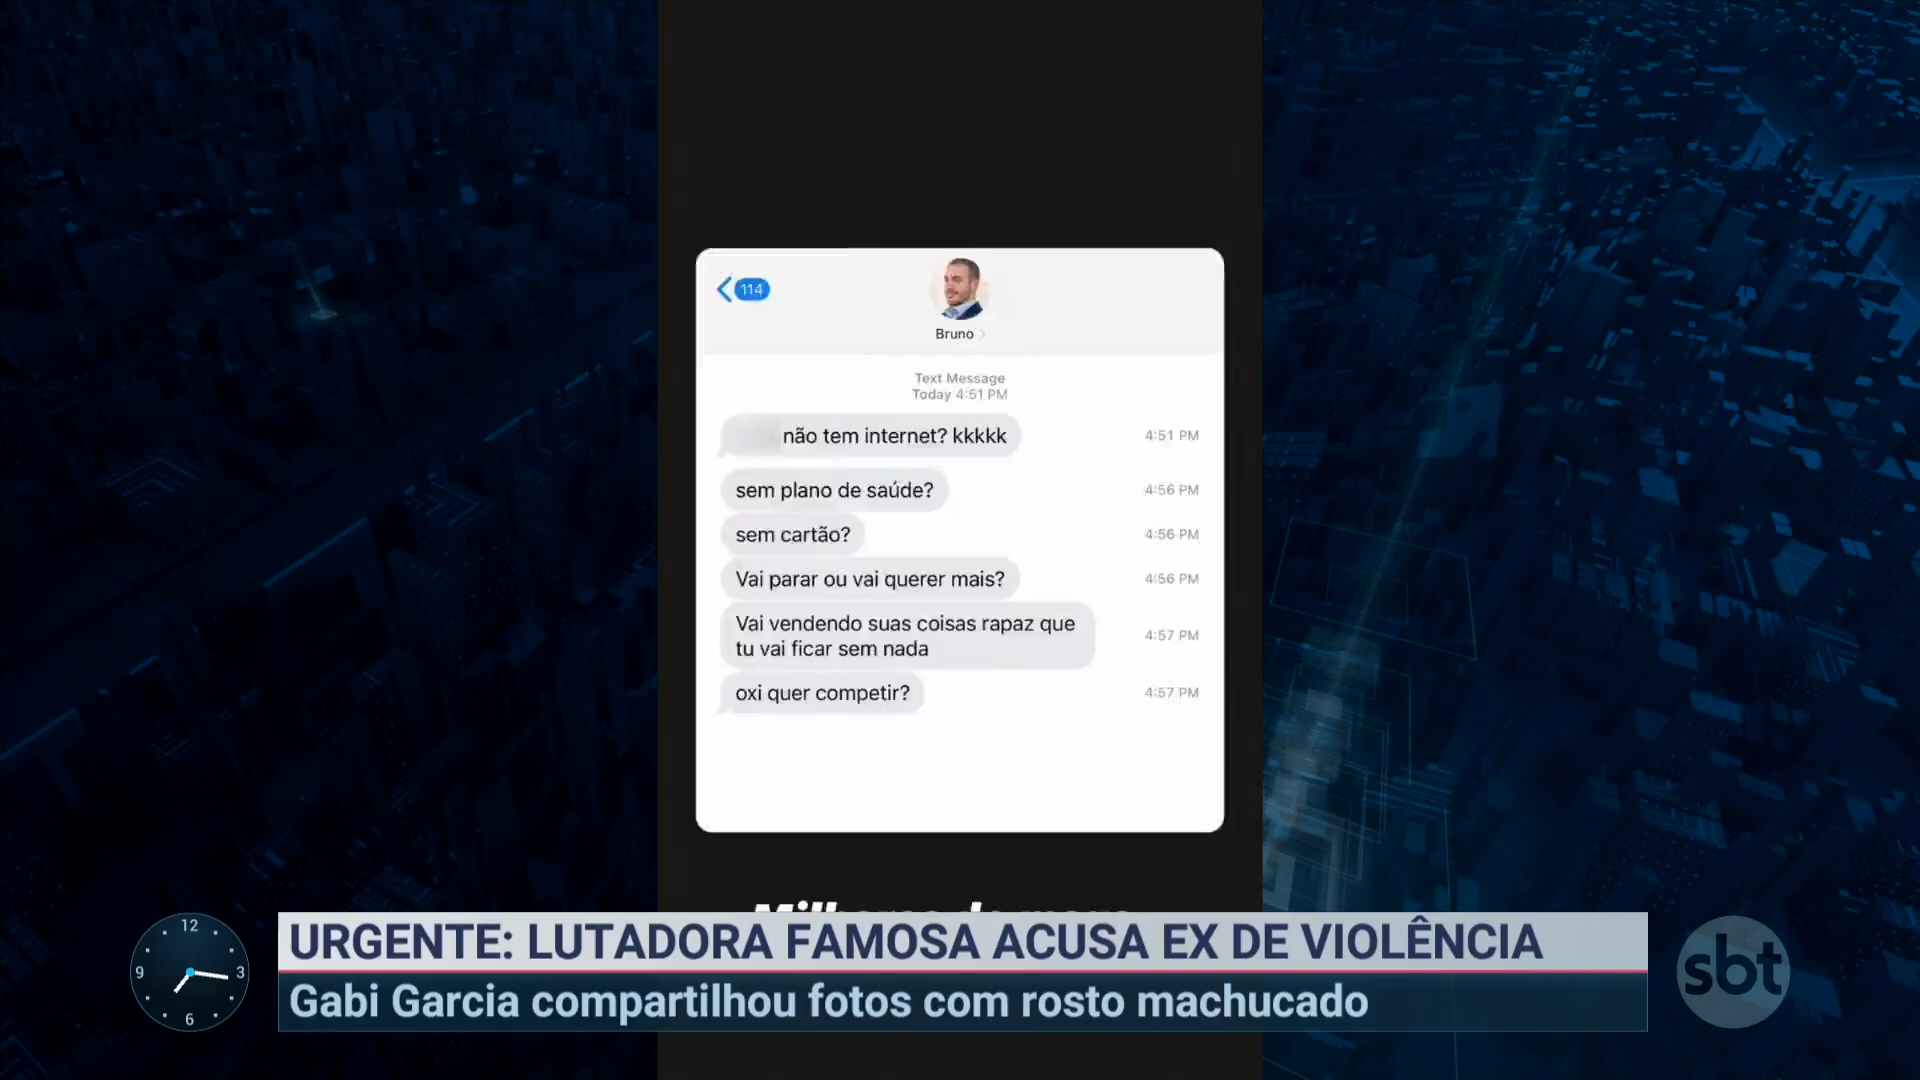 114
Bruno
Text Message
Today 4:51 PM
não tem internet? kkkkk
4:51 PM
sem plano de saúde?
4:56 PM
sem cartão?
4:56 PM
Vai parar ou vai querer mais?
4:56 PM
Vai vendendo suas coisas rapaz que
tu vai ficar sem nada
4:57 PM
oxi quer competir?
4:57 PM
12
9
3
6
URGENTE: LUTADORA FAMOSA ACUSA EX DE VIOLÊNCIA
Gabi Garcia compartilhou fotos com rosto machucado
sbt